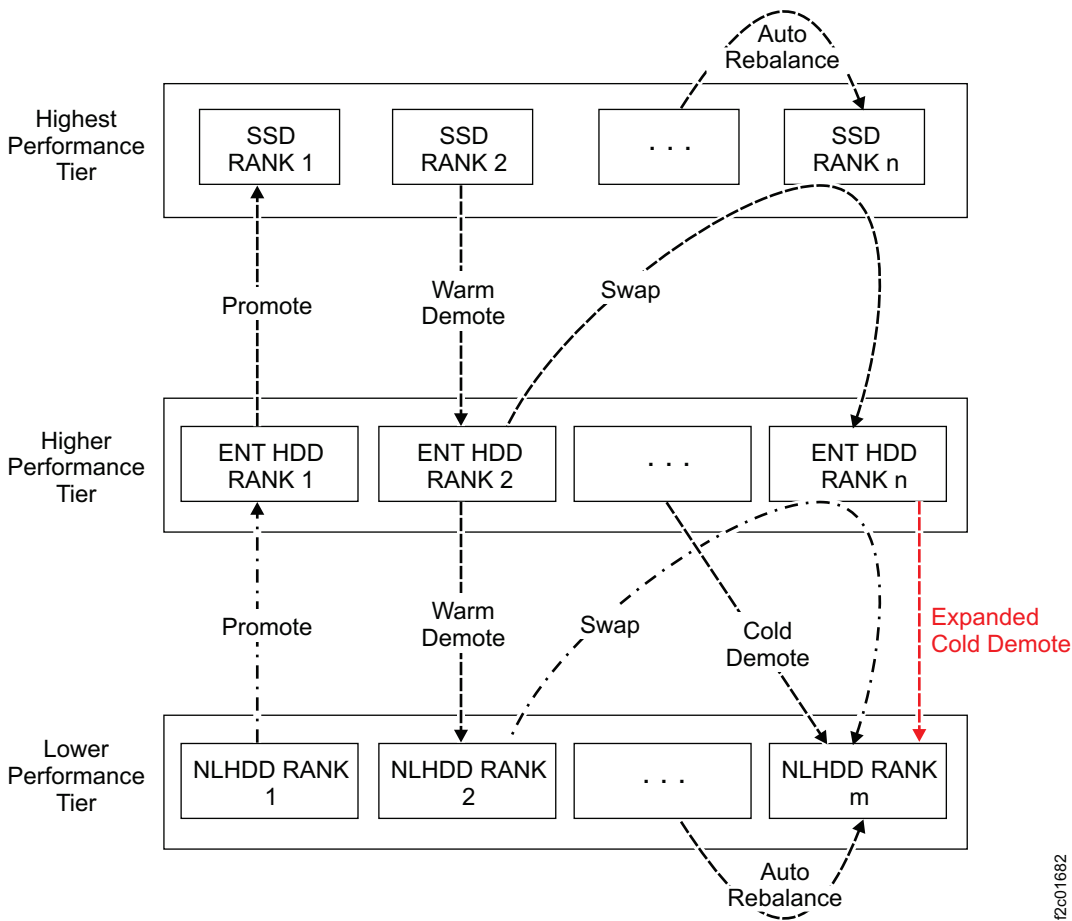 Auto
Rebalance
Highest
Performance
Tier
SSD
RANK 1
SSD
RANK 2
. . .
SSD
RANK n
Promote
Warm
Demote
Swap
Higher
Performance
Tier
ENT HDD
RANK 1
ENT HDD
RANK 2
. . .
ENT HDD
RANK n
Promote
Warm
Demote
Swap
Cold
Demote
Expanded
Cold Demote
Lower
Performance
Tier
NLHDD RANK
1
NLHDD RANK
2
. . .
NLHDD RANK
m
Auto
Rebalance
f2c01682